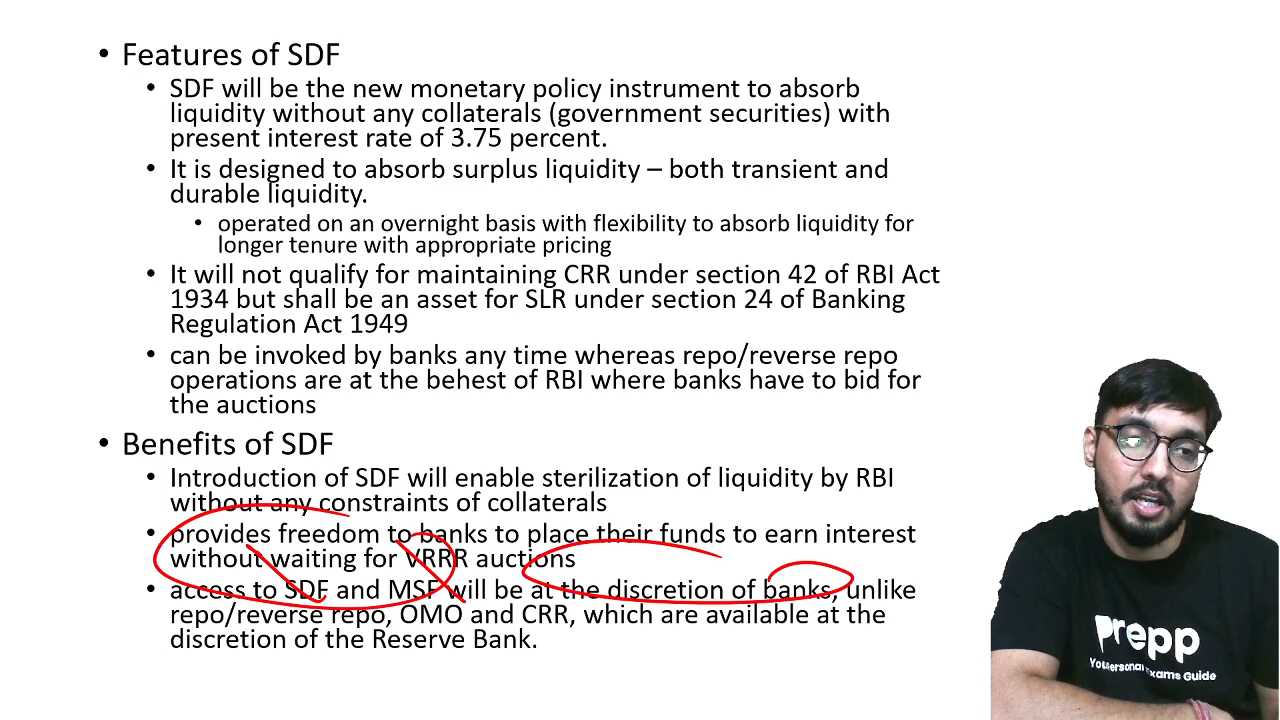 • Features of SDF
• SDF will be the new monetary policy instrument to absorb
liquidity without any collaterals (government securities) with
present interest rate of 3.75 percent.
• It is designed to absorb surplus liquidity – both transient and
durable liquidity.
• operated on an overnight basis with flexibility to absorb liquidity for
longer tenure with appropriate pricing
• It will not qualify for maintaining CRR under section 42 of RBI Act
1934 but shall be an asset for SLR under section 24 of Banking
Regulation Act 1949
• can be invoked by banks any time whereas repo/reverse repo
operations are at the behest of RBI where banks have to bid for
the auctions
• Benefits of SDF
• Introduction of SDF will enable sterilization of liquidity by RBI
without any constraints of collaterals
• provides freedom to banks to place their funds to earn interest
without waiting for VRRR auctions
• access to SDF and MSF will be at the discretion of banks, unlike
repo/reverse repo, OMO and CRR, which are available at the
discretion of the Reserve Bank.
prepp
Your Personal Exams Guide